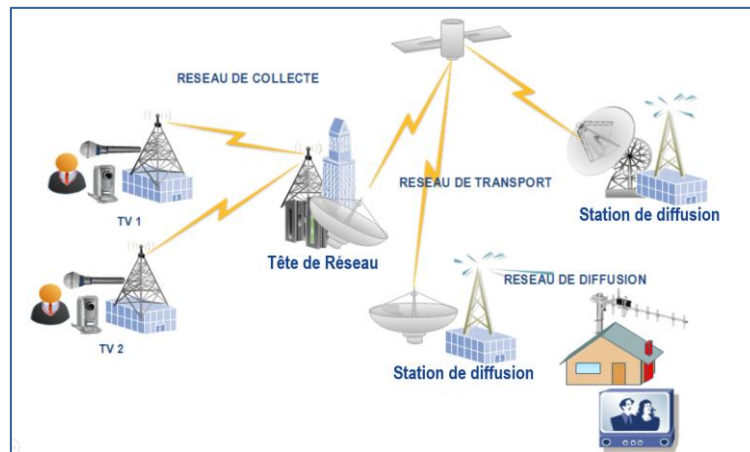 RESEAU DE COLLECTE
RESEAU DE TRANSPORT
TV 1
Tête de Réseau
Station de diffusion
RESEAU DE DIFFUSION
TV 2
Station de diffusion